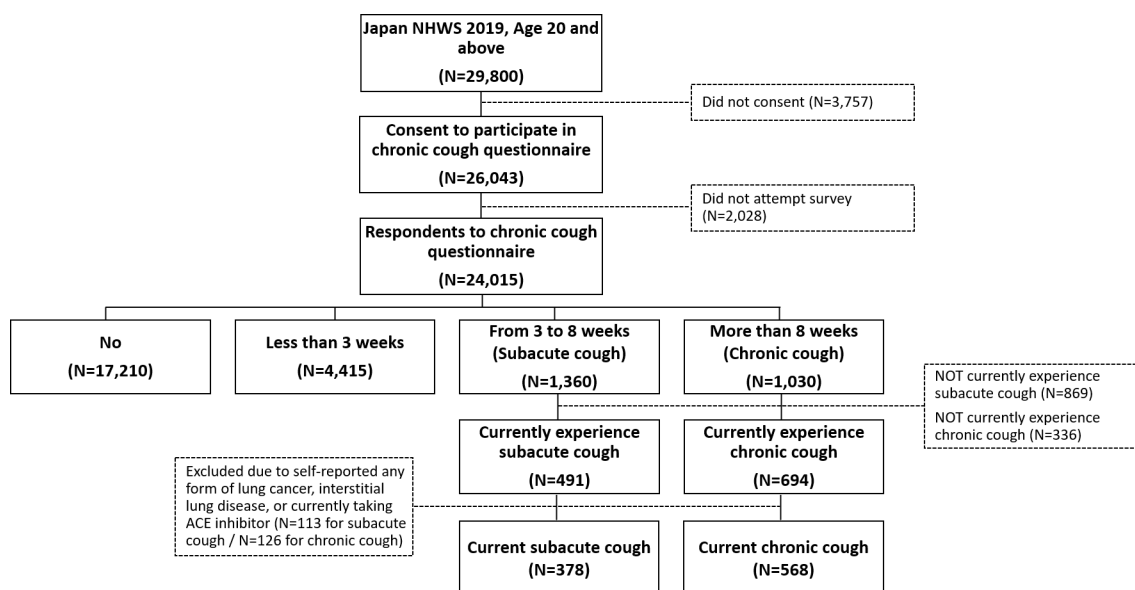 Japan NHWS 2019, Age 20 and
above
(N=29,800)
Did not consent (N=3,757)
Consent to participate in
chronic cough questionnaire
(N=26,043)
Did not attempt survey
(N=2,028)
Respondents to chronic cough
questionnaire
(N=24,015)
No
(N=17,210)
Less than 3 weeks
(N=4,415)
From 3 to 8 weeks
(Subacute cough)
(N=1,360)
More than 8 weeks
(Chronic cough)
(N=1,030)
NOT currently experience
subacute cough (N=869)
NOT currently experience
chronic cough (N=336)
Currently experience
subacute cough
(N=491)
Currently experience
chronic cough
(N=694)
Excluded due to self-reported any
form of lung cancer, interstitial
lung disease, or currently taking
ACE inhibitor (N=113 for subacute
cough / N=126 for chronic cough)
Current subacute cough
(N=378)
Current chronic cough
(N=568)